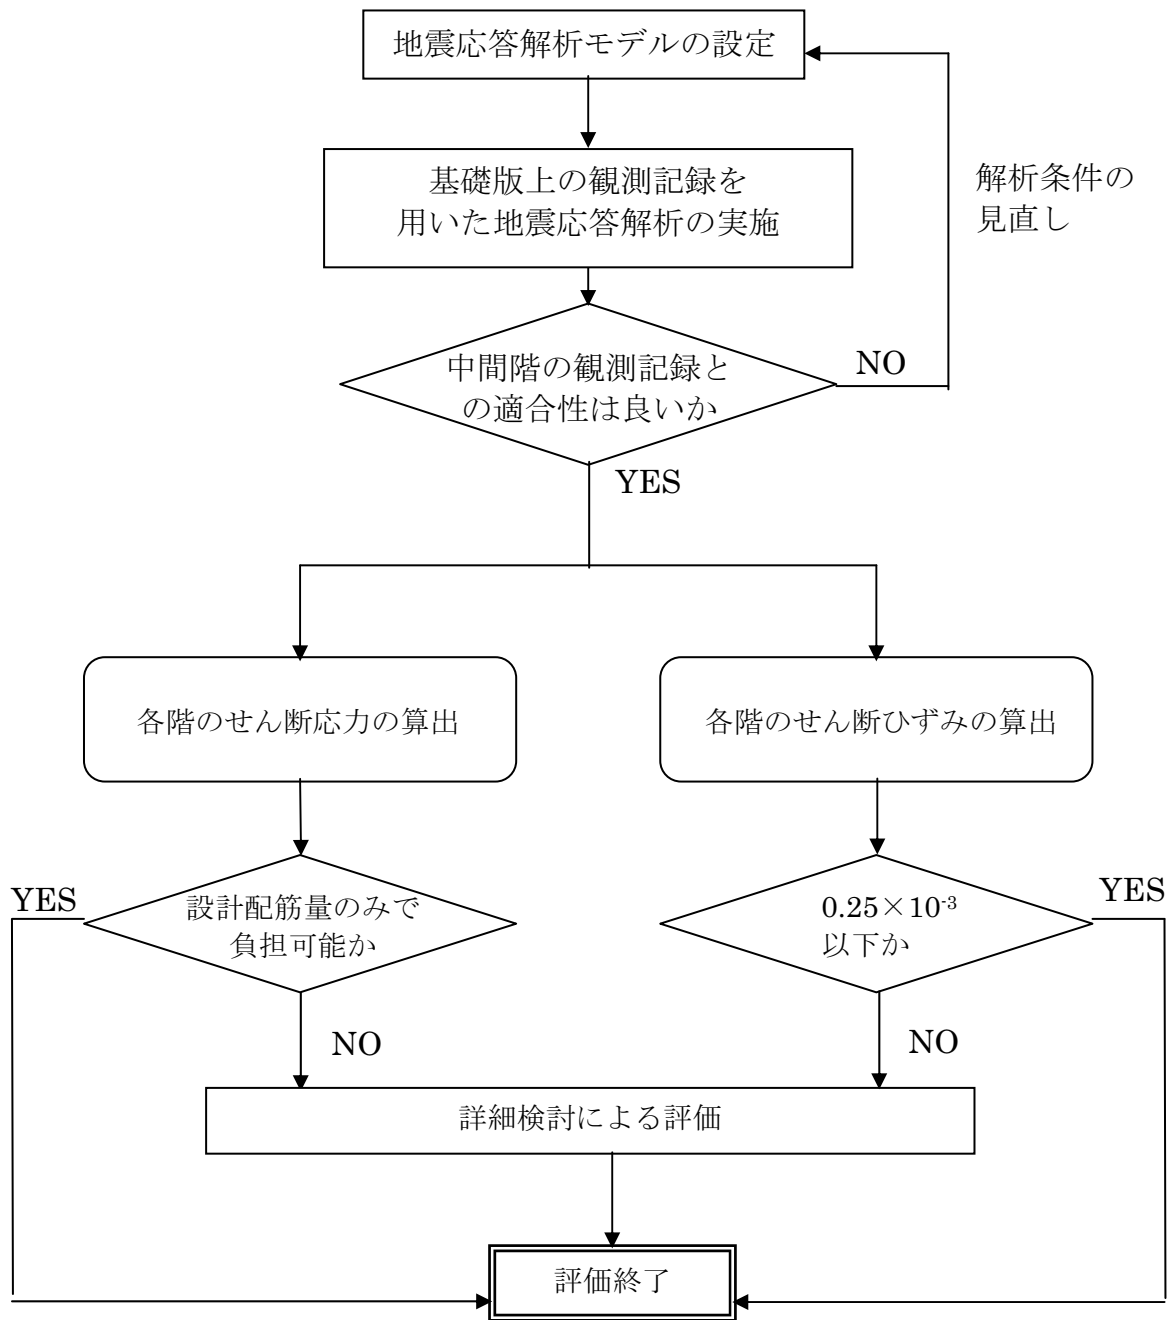 地震応答解析モデルの設定
基礎版上の観測記録を
用いた地震応答解析の実施
解析条件の
見直し
中間階の観測記録と
の適合性は良いか
NO
YES
各階のせん断応力の算出
各階のせん断ひずみの算出
YES
設計配筋量のみで
負担可能か
0.25×10-3
以下か
YES
NO
NO
詳細検討による評価
評価終了